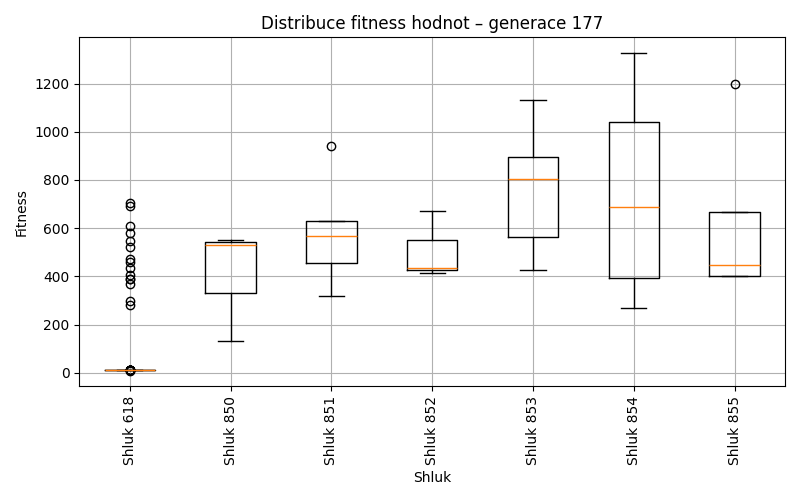 Distribuce fitness hodnot – generace 177
Fitness
1200
1000
800
600
400
200
0
Shluk 618
Shluk 850
Shluk 851
Shluk 852
Shluk 853
Shluk 854
Shluk 855
Shluk